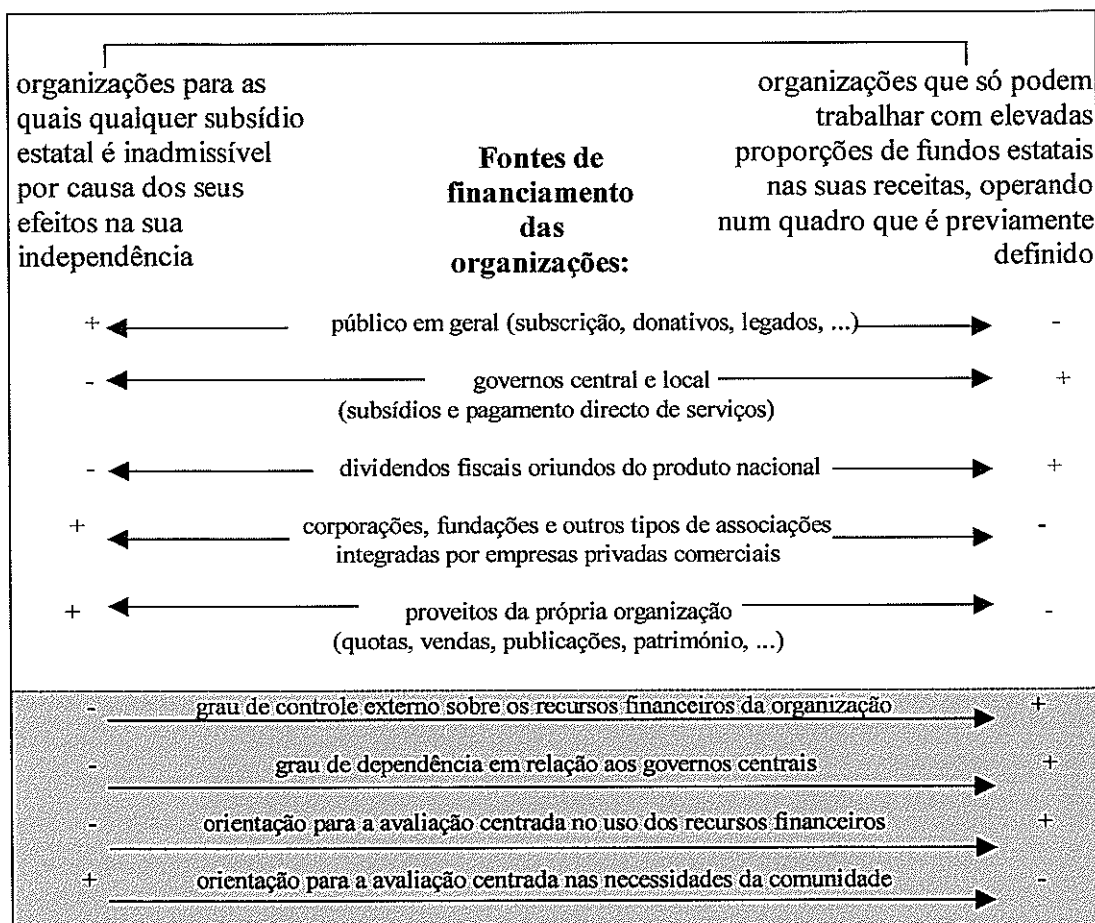 organizações para as
quais qualquer subsídio
estatal é inadmissível
por causa dos seus
efeitos na sua
independência
Fontes de
financiamento
das
organizações:
organizações que só podem
trabalhar com elevadas
proporções de fundos estatais
nas suas receitas, operando
num quadro que é previamente
definido
+ público em geral (subscrição, donativos, legados, ...) -
- governos central e local +
(subsídios e pagamento directo de serviços)
- dividendos fiscais oriundos do produto nacional +
+ corporações, fundações e outros tipos de associações -
integradas por empresas privadas comerciais
+ proveitos da própria organização -
(quotas, vendas, publicações, património, ...)
- grau de controle externo sobre os recursos financeiros da organização +
- grau de dependência em relação aos governos centrais +
- orientação para a avaliação centrada no uso dos recursos financeiros +
+ orientação para a avaliação centrada nas necessidades da comunidade -